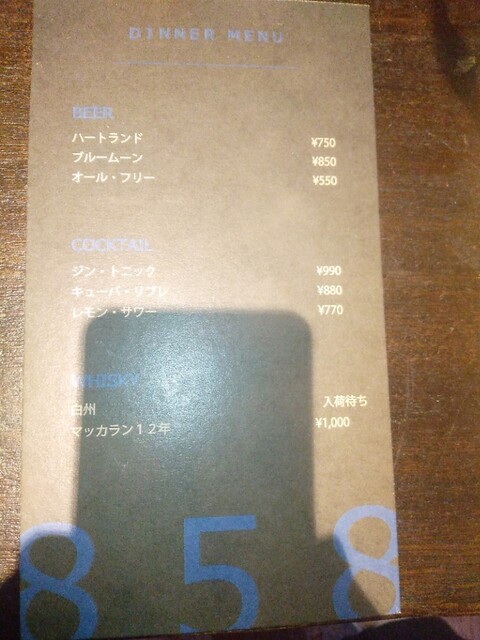 DINNER MENU
BEER
ハートランド ¥750
ブルームーン ¥850
オール・フリー ¥550
COCKTAIL
ジン・トニック ¥990
キューバ・リブレ ¥880
レモン・サワー ¥770
WHISKY
白州 入荷待ち
マッカラン12年 ¥1,000
858